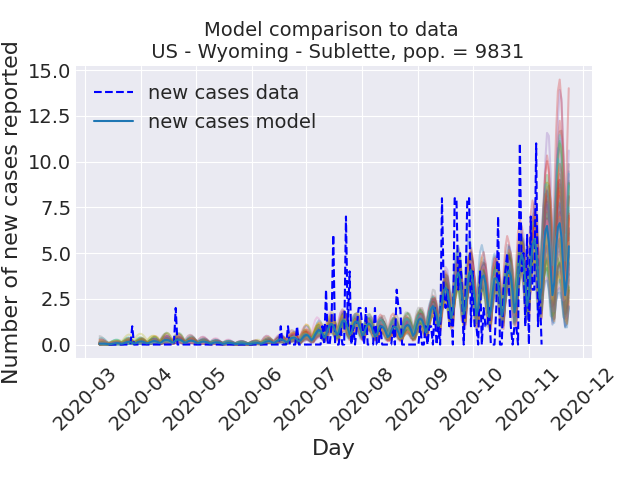 Model comparison to data
US - Wyoming - Sublette, pop. = 9831
Number of new cases reported
15.0
12.5
10.0
7.5
5.0
2.5
0.0
new cases data
new cases model
2020-03
2020-04
2020-05
2020-06
2020-07
2020-08
2020-09
2020-10
2020-11
2020-12
Day